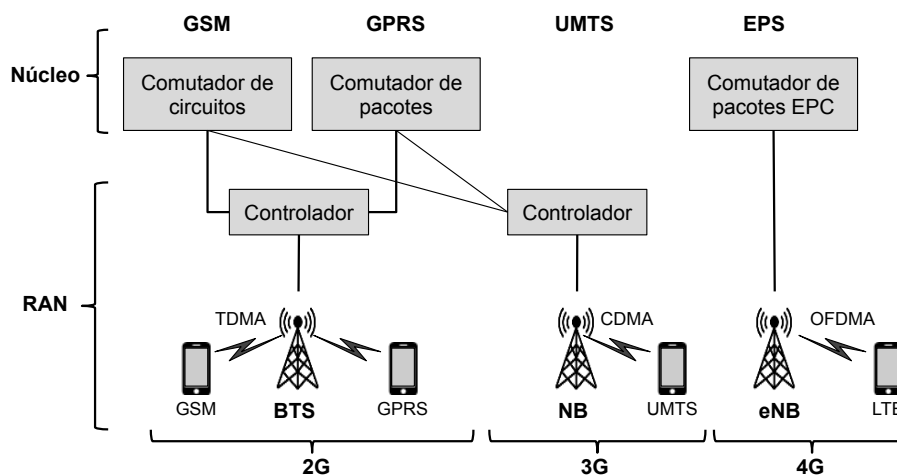 GSM
GPRS
UMTS
EPS
Núcleo
Comutador de
circuitos
Comutador de
pacotes
Comutador de
pacotes EPC
Controlador
Controlador
RAN
TDMA
CDMA
OFDMA
GSM
BTS
GPRS
NB
UMTS
eNB
LTE
2G
3G
4G